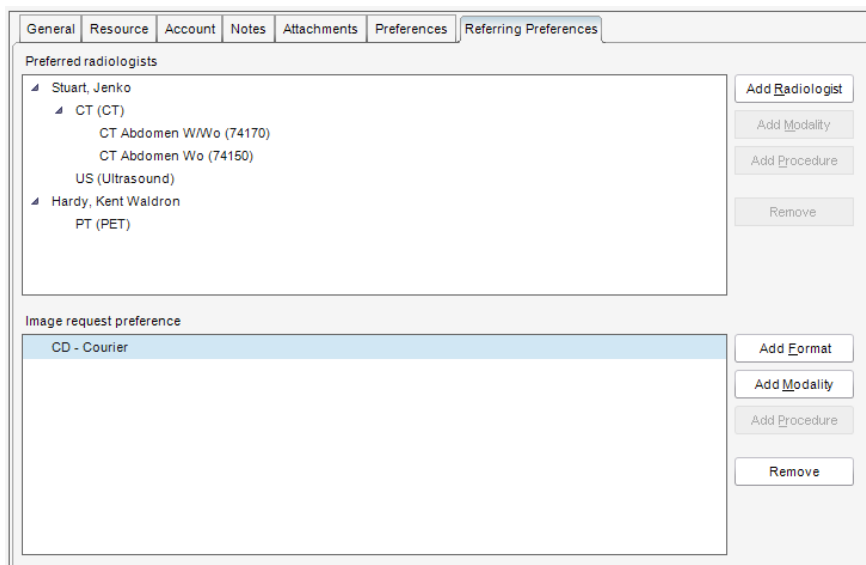 General Resource Account Notes Attachments Preferences Referring Preferences
Preferred radiologists
Stuart, Jenko
CT (CT)
CT Abdomen W/Wo (74170)
CT Abdomen Wo (74150)
US (Ultrasound)
Hardy, Kent Waldron
PT (PET)
Add Radiologist
Add Modality
Add Procedure
Remove
Image request preference
CD - Courier
Add Format
Add Modality
Add Procedure
Remove